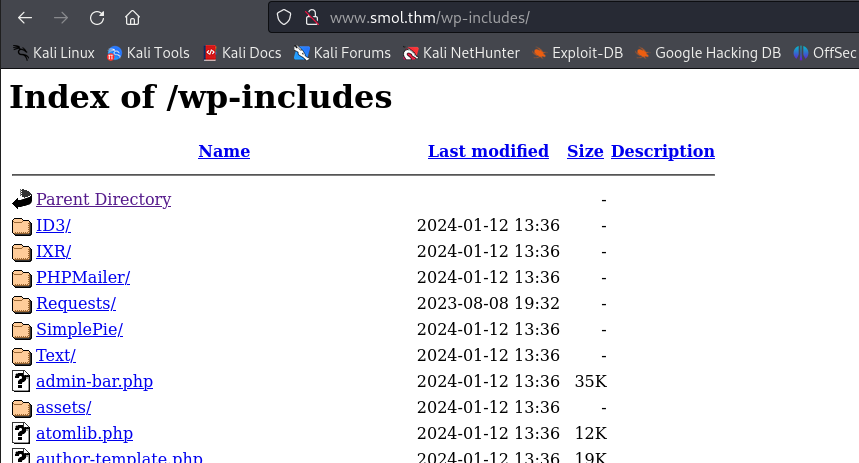 www.smol.thm/wp-includes/
Kali Linux Kali Tools Kali Docs Kali Forums Kali NetHunter Exploit-DB Google Hacking DB OffSec
Index of /wp-includes
Name Last modified Size Description
Parent Directory -
ID3/ 2024-01-12 13:36 -
IXR/ 2024-01-12 13:36 -
PHPMailer/ 2024-01-12 13:36 -
Requests/ 2023-08-08 19:32 -
SimplePie/ 2024-01-12 13:36 -
Text/ 2024-01-12 13:36 -
admin-bar.php 2024-01-12 13:36 35K
assets/ 2024-01-12 13:36 -
atomlib.php 2024-01-12 13:36 12K
author-template.php 2024-01-12 13:36 19K